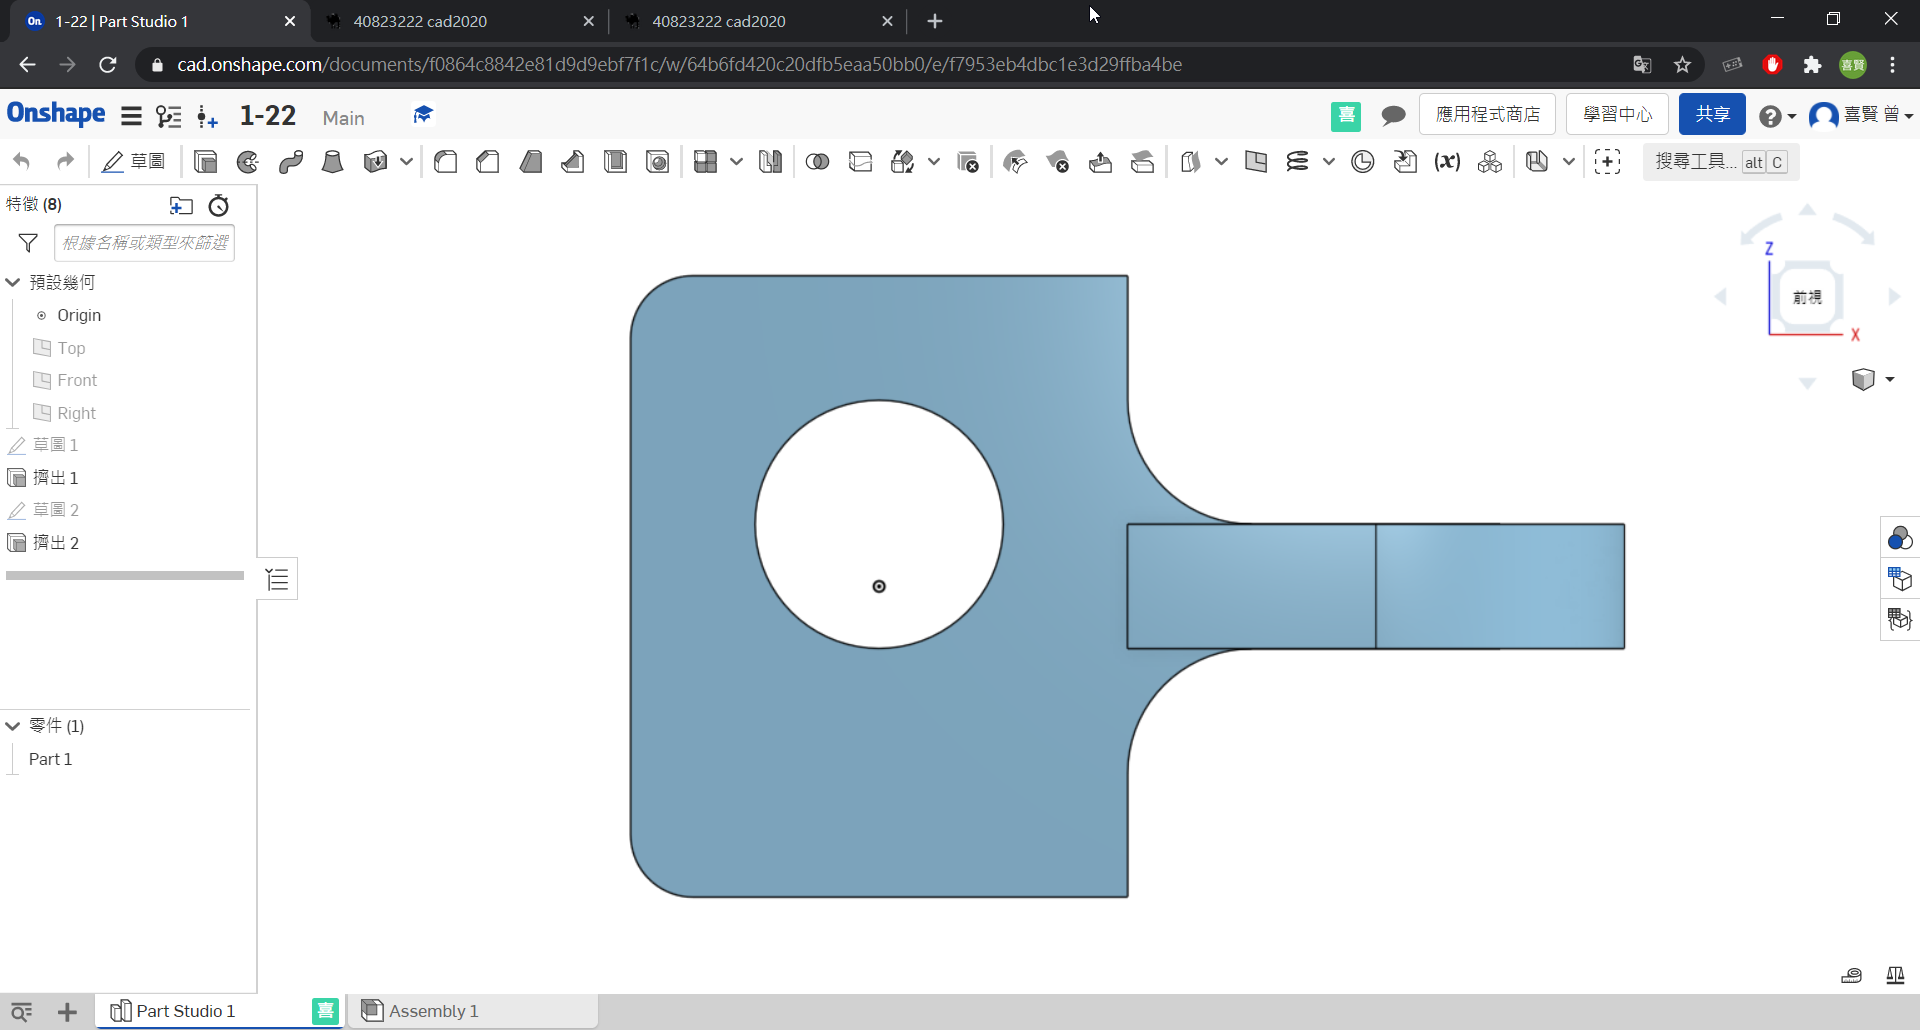 On 1-22 | Part Studio 1
40823222 cad2020
40823222 cad2020
cad.onshape.com/documents/f0864c8842e81d9d9ebf7f1c/w/64b6fd420c20dfb5eaa50bb0/e/f7953eb4dbc1e3d29ffba4be
喜賢
Onshape
1-22
Main
喜
應用程式商店
學習中心
共享
喜賢 曾
草圖
(x)
搜尋工具... alt C
特徵 (8)
根據名稱或類型來篩選
預設幾何
Origin
Top
Front
Right
草圖 1
擠出 1
草圖 2
擠出 2
零件 (1)
Part 1
Z
前視
X
Part Studio 1
喜
Assembly 1